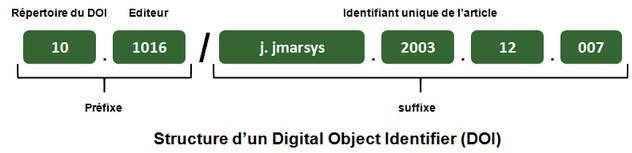 Répertoire du DOI Editeur Identifiant unique de l'article
10 . 1016 / j. jmarsys . 2003 . 12 . 007
Préfixe suffixe
Structure d'un Digital Object Identifier (DOI)